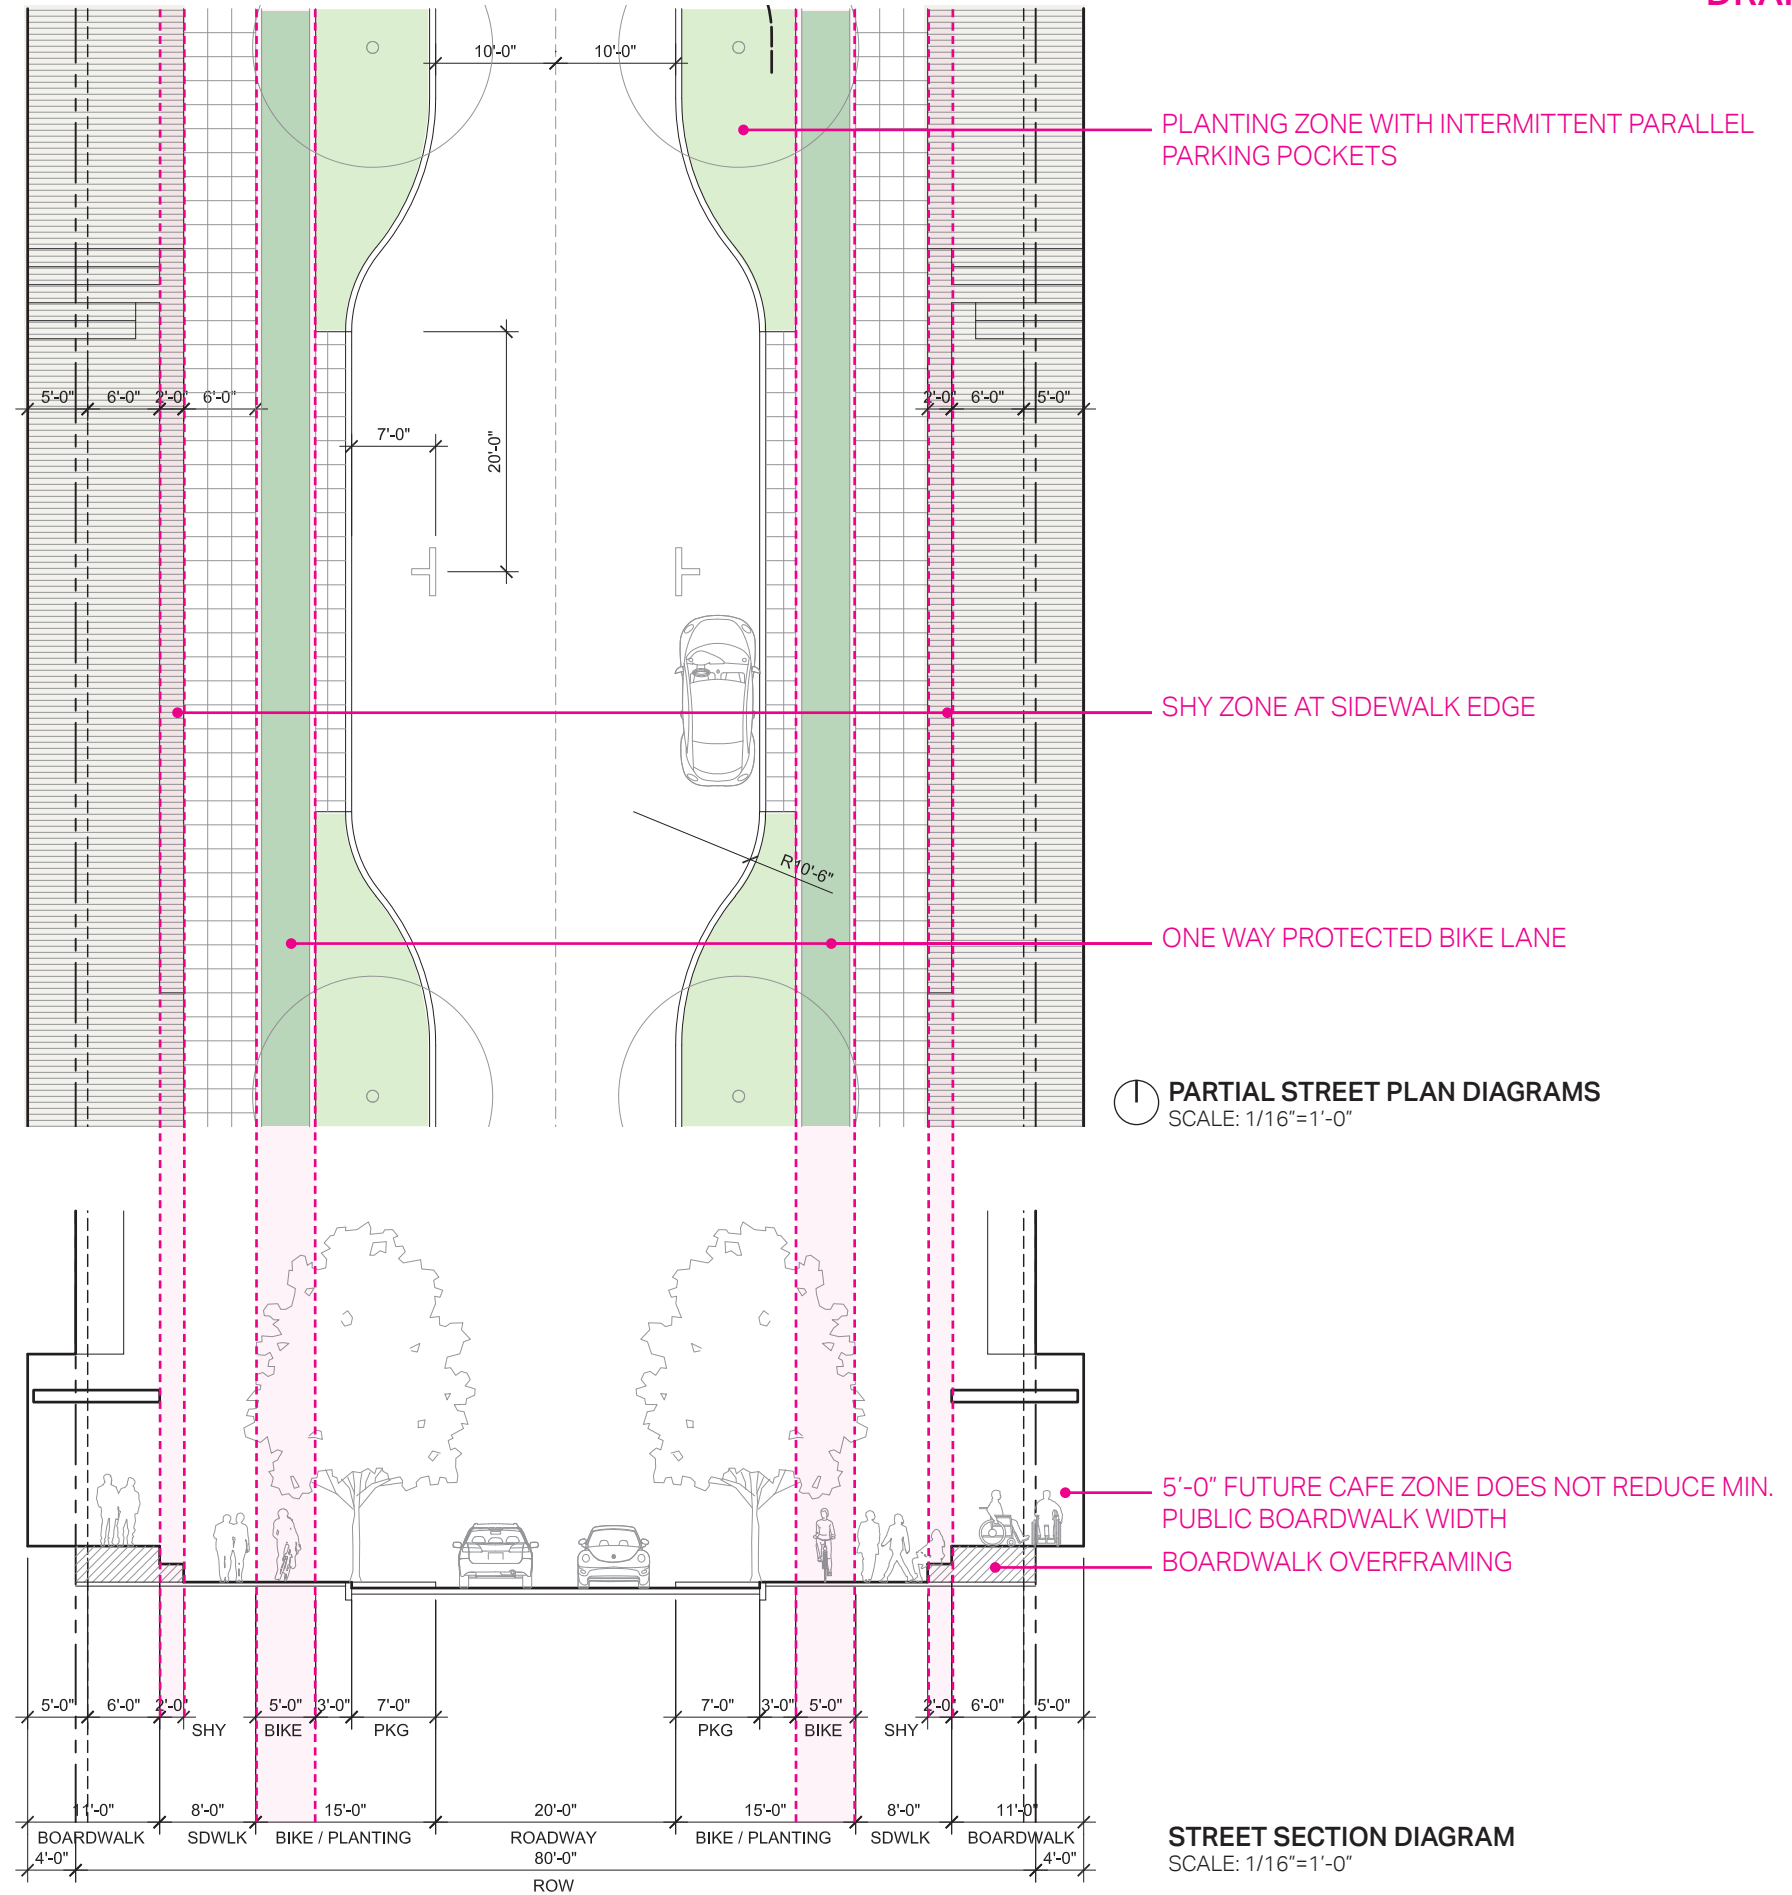 10'-0" 10'-0"
PLANTING ZONE WITH INTERMITTENT PARALLEL
PARKING POCKETS
5'-0" 6'-0" 2'-0" 6'-0" 2'-0" 6'-0" 5'-0"
7'-0"
20'-0"
SHY ZONE AT SIDEWALK EDGE
R10'-6"
ONE WAY PROTECTED BIKE LANE
PARTIAL STREET PLAN DIAGRAMS
SCALE: 1/16"=1'-0"
5'-0" FUTURE CAFE ZONE DOES NOT REDUCE MIN.
PUBLIC BOARDWALK WIDTH
BOARDWALK OVERFRAMING
5'-0" 6'-0" 2'-0" 5'-0" 3'-0" 7'-0" 7'-0" 3'-0" 5'-0" 2'-0" 6'-0" 5'-0"
SHY BIKE PKG PKG BIKE SHY
11'-0" 8'-0" 15'-0" 20'-0" 15'-0" 8'-0" 11'-0"
BOARDWALK SDWLK BIKE / PLANTING ROADWAY BIKE / PLANTING SDWLK BOARDWALK
4'-0" 80'-0" 4'-0"
ROW
STREET SECTION DIAGRAM
SCALE: 1/16"=1'-0"